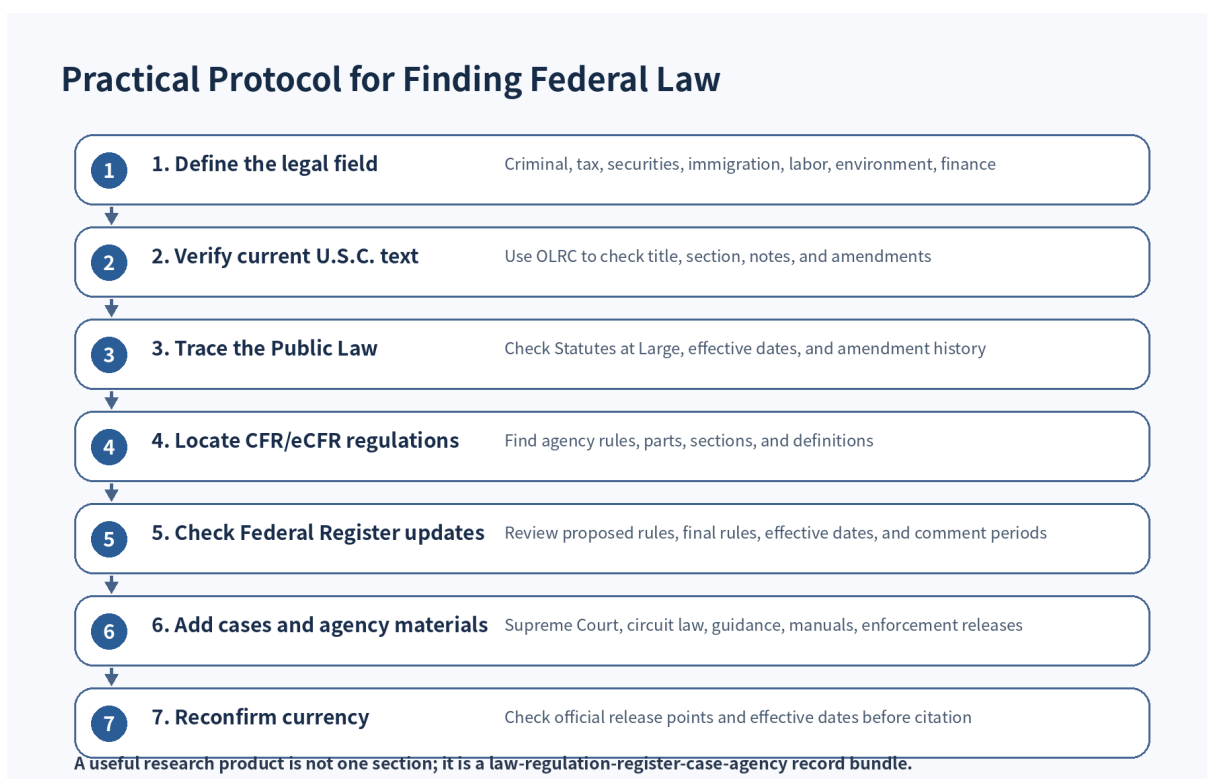 Practical Protocol for Finding Federal Law
1 1. Define the legal field Criminal, tax, securities, immigration, labor, environment, finance
2 2. Verify current U.S.C. text Use OLRC to check title, section, notes, and amendments
3 3. Trace the Public Law Check Statutes at Large, effective dates, and amendment history
4 4. Locate CFR/eCFR regulations Find agency rules, parts, sections, and definitions
5 5. Check Federal Register updates Review proposed rules, final rules, effective dates, and comment periods
6 6. Add cases and agency materials Supreme Court, circuit law, guidance, manuals, enforcement releases
7 7. Reconfirm currency Check official release points and effective dates before citation
A useful research product is not one section; it is a law-regulation-register-case-agency record bundle.